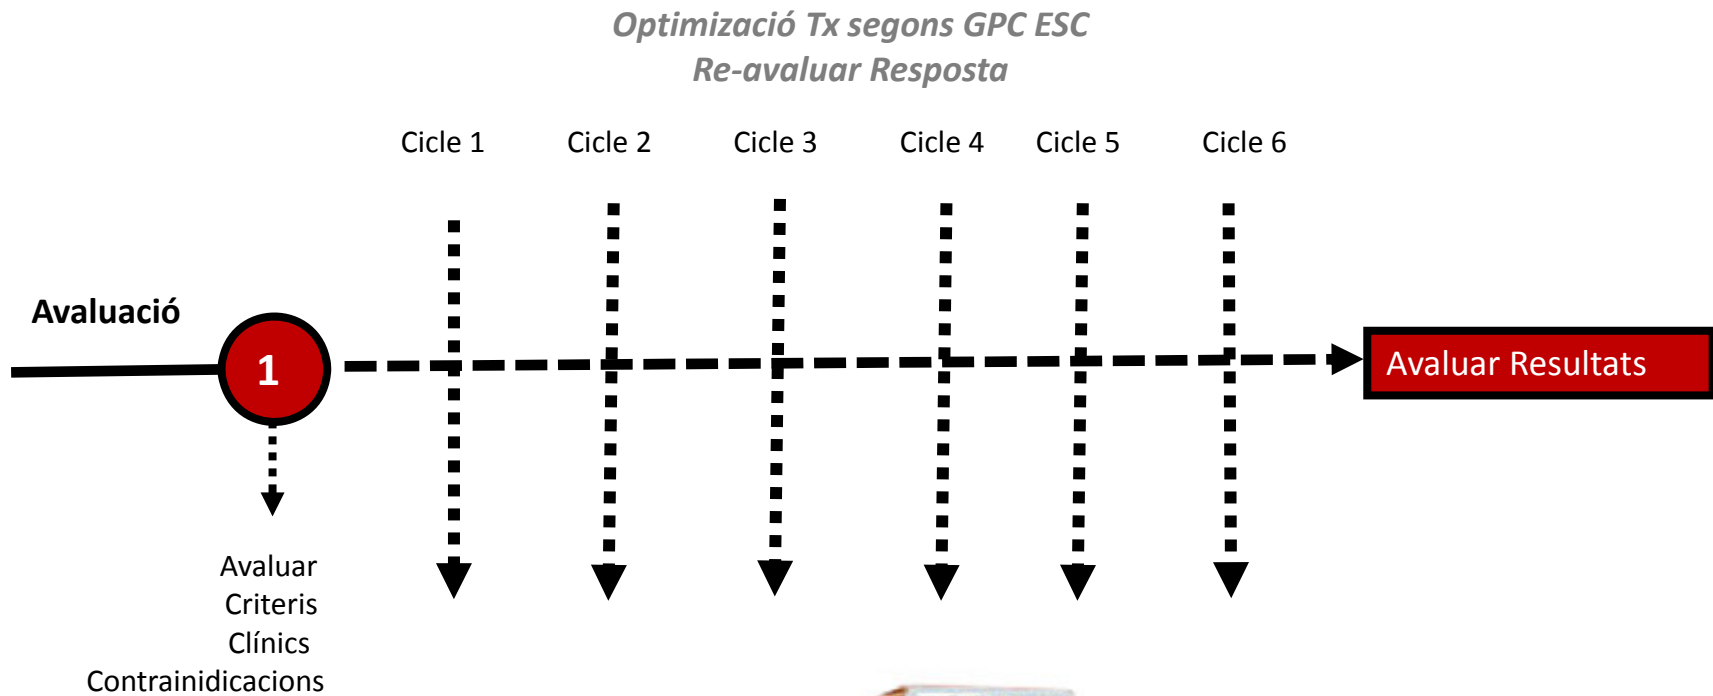 Optimizació Tx segons GPC ESC
Re-avaluar Resposta
Cicle 1
Cicle 2
Cicle 3
Cicle 4
Cicle 5
Cicle 6
Avaluació
1
Avaluar Resultats
Avaluar
Criteris
Clínics
Contrainidicacions